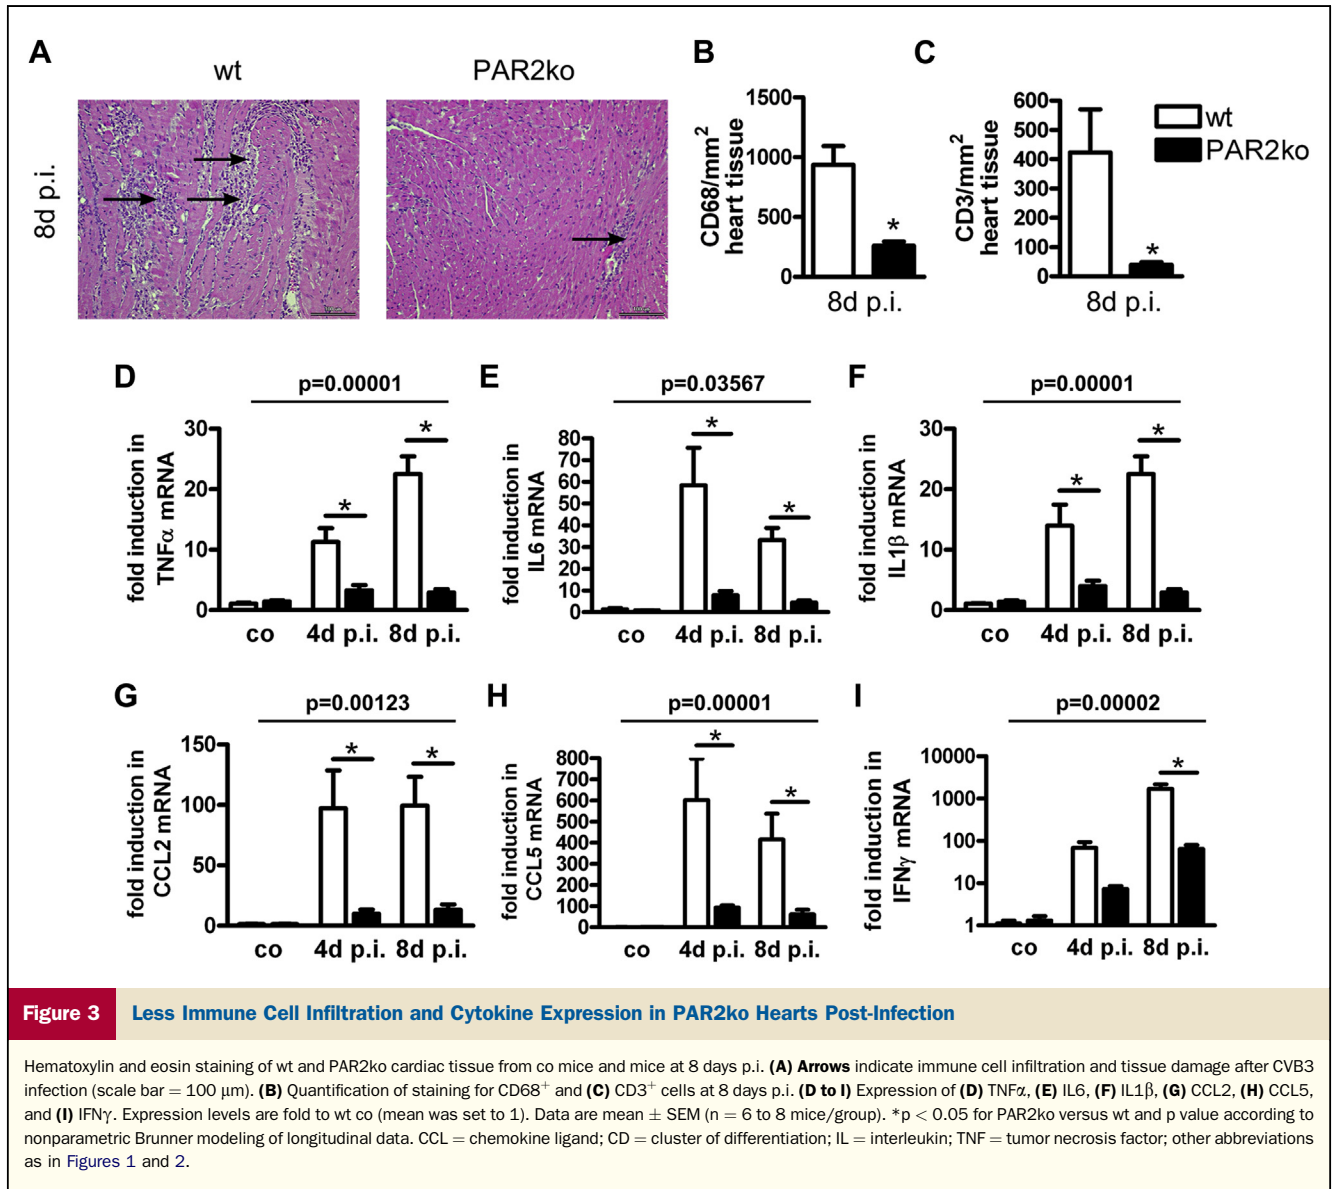 A
wt
PAR2ko
8d p.i.
B
CD68/mm²
heart tissue
1500
1000
500
0
*
8d p.i.
C
CD3/mm²
heart tissue
600
500
400
300
200
100
0
*
8d p.i.
wt
PAR2ko
D
p=0.00001
fold induction in
TNFα mRNA
30
20
10
0
*
*
co 4d p.i. 8d p.i.
E
p=0.03567
fold induction in
IL6 mRNA
80
70
60
50
40
30
20
10
0
*
*
co 4d p.i. 8d p.i.
F
p=0.00001
fold induction in
IL1β mRNA
30
20
10
0
*
*
co 4d p.i. 8d p.i.
G
p=0.00123
fold induction in
CCL2 mRNA
150
100
50
0
*
*
co 4d p.i. 8d p.i.
H
p=0.00001
fold induction in
CCL5 mRNA
800
700
600
500
400
300
200
100
0
*
*
co 4d p.i. 8d p.i.
I
p=0.00002
fold induction in
IFNγ mRNA
10000
1000
100
10
1
*
co 4d p.i. 8d p.i.
Figure 3 Less Immune Cell Infiltration and Cytokine Expression in PAR2ko Hearts Post-Infection
Hematoxylin and eosin staining of wt and PAR2ko cardiac tissue from co mice and mice at 8 days p.i. (A) Arrows indicate immune cell infiltration and tissue damage after CVB3
infection (scale bar = 100 μm). (B) Quantification of staining for CD68⁺ and (C) CD3⁺ cells at 8 days p.i. (D to I) Expression of (D) TNFα, (E) IL6, (F) IL1β, (G) CCL2, (H) CCL5,
and (I) IFNγ. Expression levels are fold to wt co (mean was set to 1). Data are mean ± SEM (n = 6 to 8 mice/group). *p < 0.05 for PAR2ko versus wt and p value according to
nonparametric Brunner modeling of longitudinal data. CCL = chemokine ligand; CD = cluster of differentiation; IL = interleukin; TNF = tumor necrosis factor; other abbreviations
as in Figures 1 and 2.